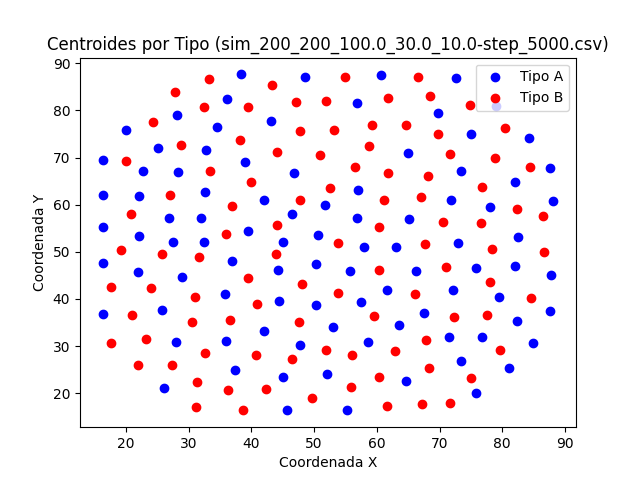 Centroides por Tipo (sim_200_200_100.0_30.0_10.0-step_5000.csv)
90
80
70
60
50
40
30
20
Coordenada Y
20 30 40 50 60 70 80 90
Coordenada X
Tipo A
Tipo B